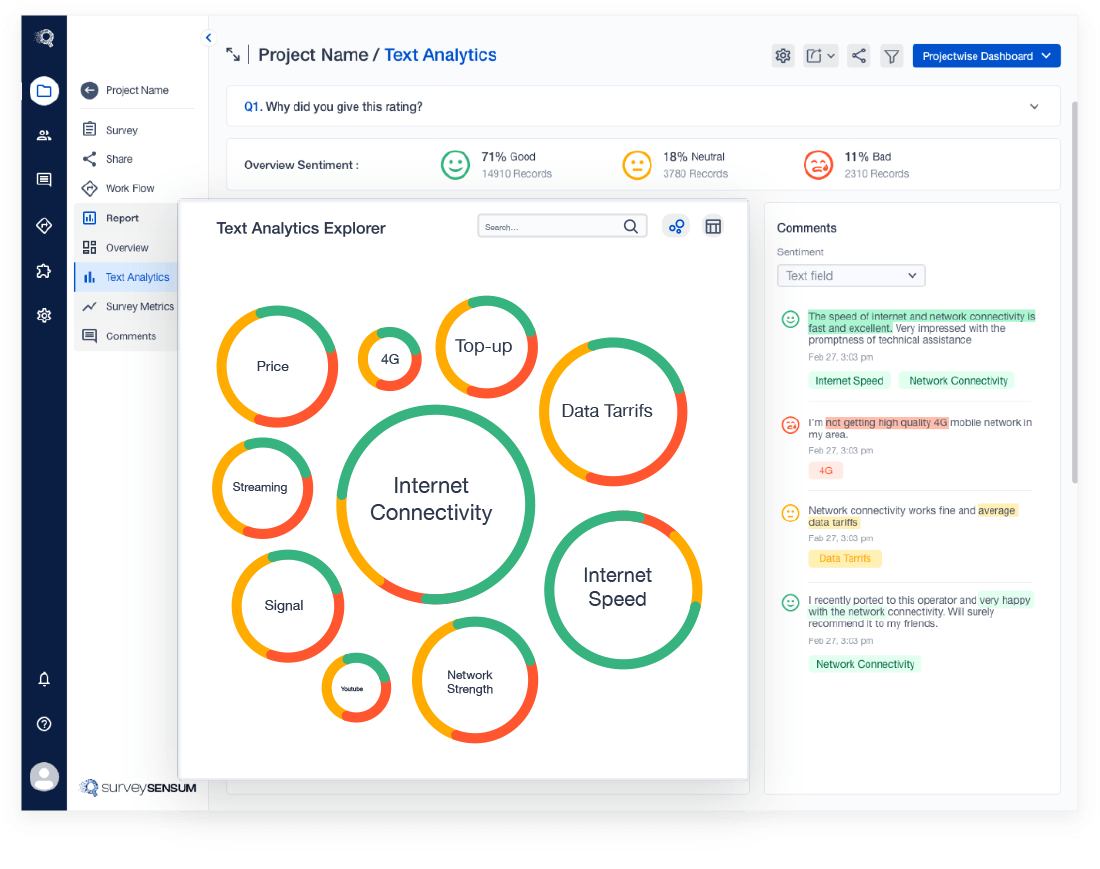 Project Name / Text Analytics
Projectwise Dashboard
Project Name
Survey
Share
Work Flow
Report
Overview
Text Analytics
Survey Metrics
Comments
surveySENSUM
Q1. Why did you give this rating?
Overview Sentiment :
71% Good
14910 Records
18% Neutral
3780 Records
11% Bad
2310 Records
Text Analytics Explorer
Search...
Price
4G
Top-up
Data Tarrifs
Streaming
Internet
Connectivity
Internet
Speed
Signal
Youtube
Network
Strength
Comments
Sentiment
Text field
The speed of internet and network connectivity is
fast and excellent. Very impressed with the
promptness of technical assistance
Feb 27, 3:03 pm
Internet Speed
Network Connectivity
I'm not getting high quality 4G mobile network in
my area.
Feb 27, 3:03 pm
4G
Network connectivity works fine and average
data tariffs
Feb 27, 3:03 pm
Data Tarrifs
I recently ported to this operator and very happy
with the network connectivity. Will surely
recommend it to my friends.
Feb 27, 3:03 pm
Network Connectivity